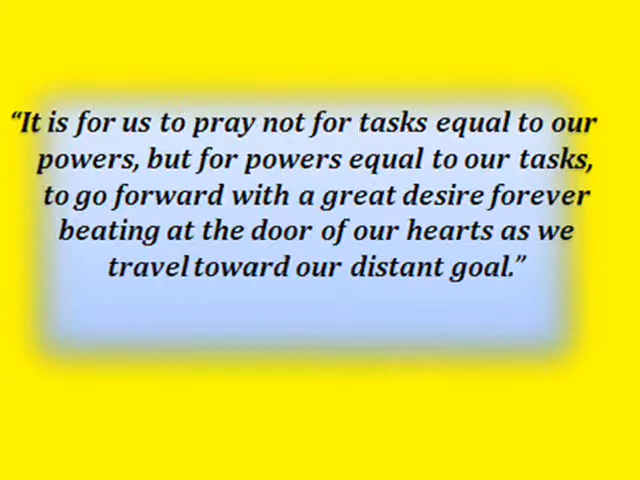 “It is for us to pray not for tasks equal to our
powers, but for powers equal to our tasks,
to go forward with a great desire forever
beating at the door of our hearts as we
travel toward our distant goal.”